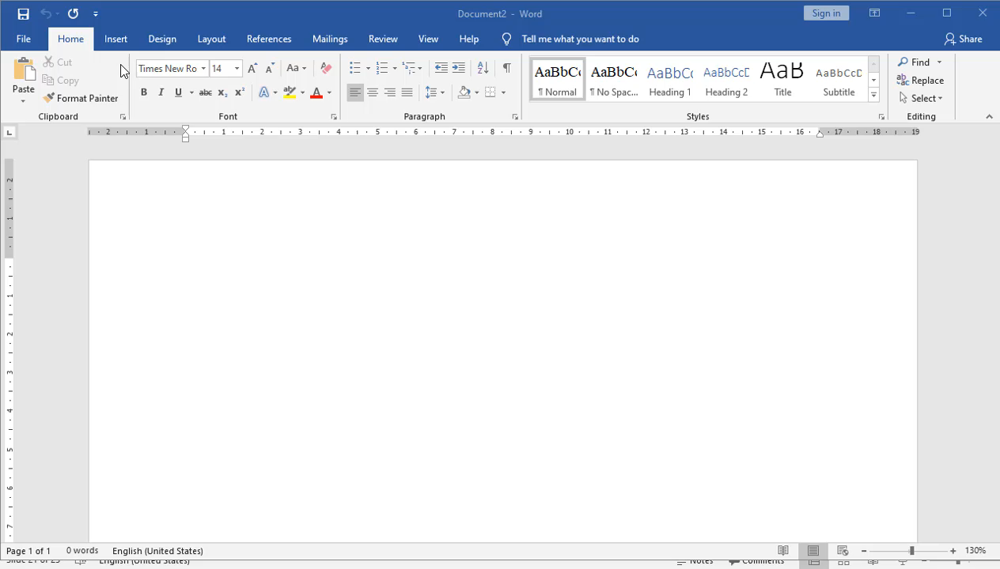 Document2 - Word
Sign in
File Home Insert Design Layout References Mailings Review View Help Tell me what you want to do Share
Paste
Cut
Copy
Format Painter
Clipboard
Times New Ro 14 Aa
B I U abc x₂ x² A ab A
Font
Paragraph
AaBbCc AaBbCc AaBbCc AaBbCcD AaB AaBbCcD
¶ Normal ¶ No Spac... Heading 1 Heading 2 Title Subtitle
Styles
Find
Replace
Select
Editing
2 1 1 2 3 4 5 6 7 8 9 10 11 12 13 14 15 16 17 18 19
2
1
1
2
3
4
5
6
7
Page 1 of 1 0 words English (United States) 130%
Slide 21 of 25 English (United States) Notes Comments